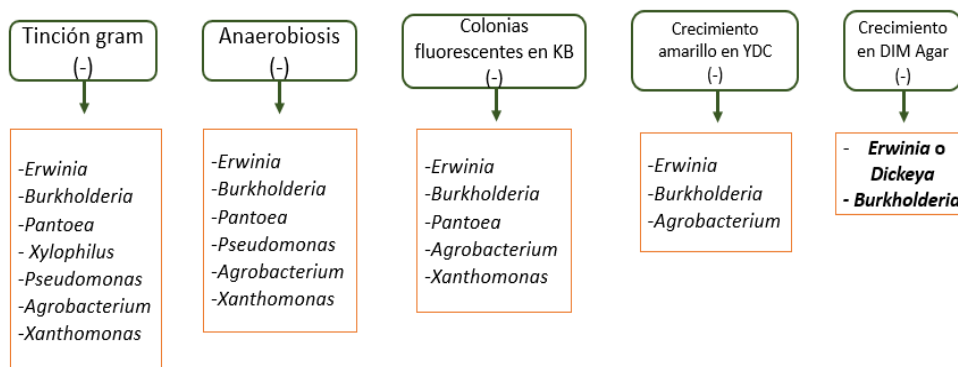 Tinción gram
(-)
-Erwinia
-Burkholderia
-Pantoea
- Xylophilus
-Pseudomonas
-Agrobacterium
-Xanthomonas
Anaerobiosis
(-)
-Erwinia
-Burkholderia
-Pantoea
-Pseudomonas
-Agrobacterium
-Xanthomonas
Colonias
fluorescentes en KB
(-)
-Erwinia
-Burkholderia
-Pantoea
-Agrobacterium
-Xanthomonas
Crecimiento
amarillo en YDC
(-)
-Erwinia
-Burkholderia
-Agrobacterium
Crecimiento
en DIM Agar
(-)
- Erwinia o
Dickeya
- Burkholderia